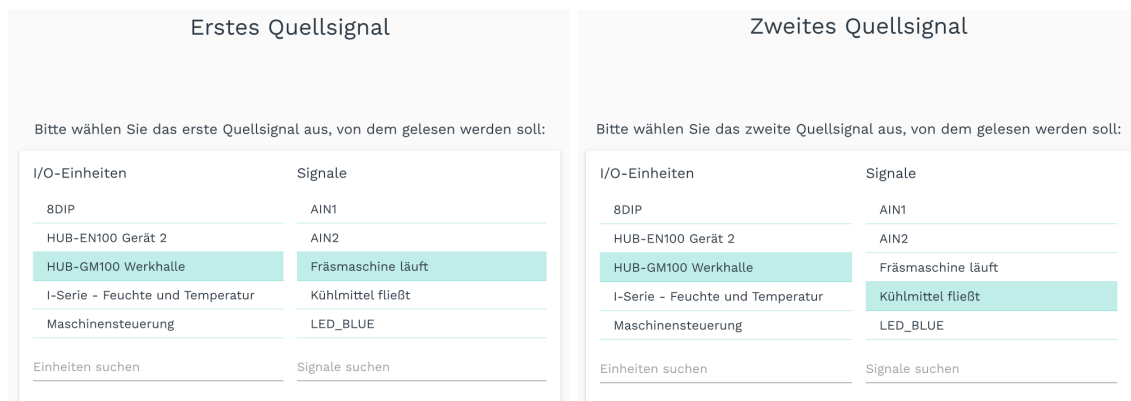 Erstes Quellsignal
Bitte wählen Sie das erste Quellsignal aus, von dem gelesen werden soll:
I/O-Einheiten
8DIP
HUB-EN100 Gerät 2
HUB-GM100 Werkhalle
I-Serie - Feuchte und Temperatur
Maschinensteuerung
Einheiten suchen
Signale
AIN1
AIN2
Fräsmaschine läuft
Kühlmittel fließt
LED_BLUE
Signale suchen
Zweites Quellsignal
Bitte wählen Sie das zweite Quellsignal aus, von dem gelesen werden soll:
I/O-Einheiten
8DIP
HUB-EN100 Gerät 2
HUB-GM100 Werkhalle
I-Serie - Feuchte und Temperatur
Maschinensteuerung
Einheiten suchen
Signale
AIN1
AIN2
Fräsmaschine läuft
Kühlmittel fließt
LED_BLUE
Signale suchen